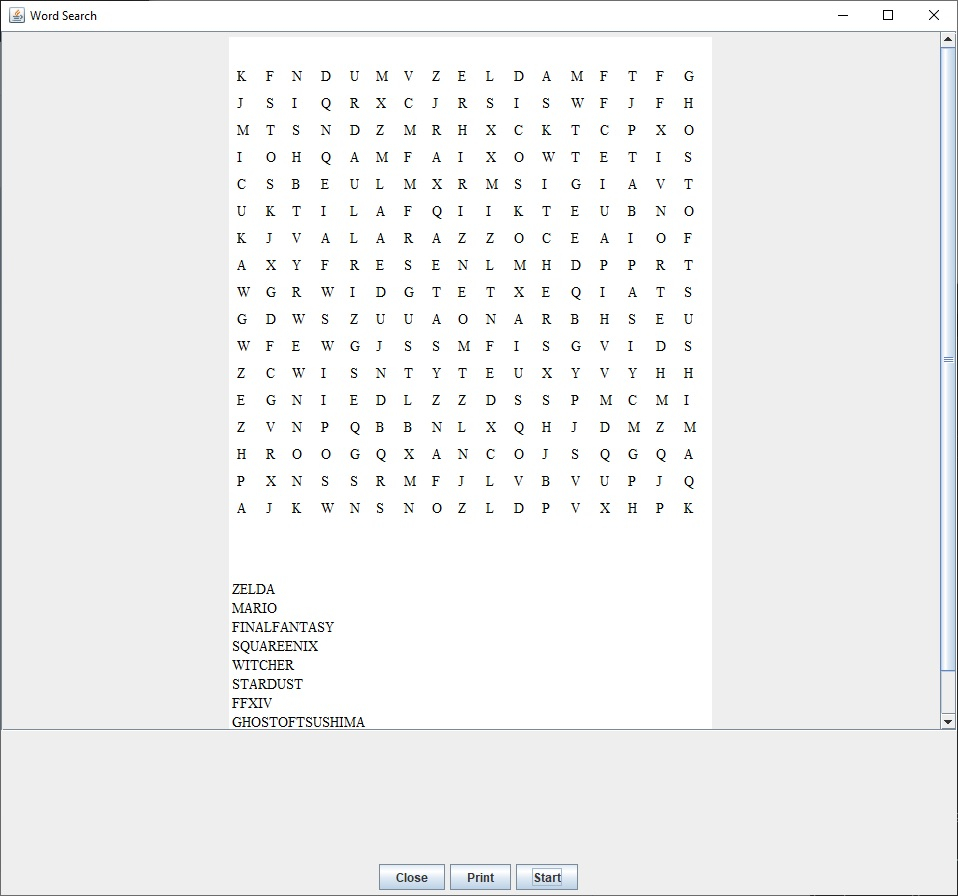 Word Search
K F N D U M V Z E L D A M F T F G
J S I Q R X C J R S I S W F J F H
M T S N D Z M R H X C K T C P X O
I O H Q A M F A I X O W T E T I S
C S B E U L M X R M S I G I A V T
U K T I L A F Q I I K T E U B N O
K J V A L A R A Z Z O C E A I O F
A X Y F R E S E N L M H D P P R T
W G R W I D G T E T X E Q I A T S
G D W S Z U U A O N A R B H S E U
W F E W G J S S M F I S G V I D S
Z C W I S N T Y T E U X Y V Y H H
E G N I E D L Z Z D S S P M C M I
Z V N P Q B B N L X Q H J D M Z M
H R O O G Q X A N C O J S Q G Q A
P X N S S R M F J L V B V U P J Q
A J K W N S N O Z L D P V X H P K
ZELDA
MARIO
FINALFANTASY
SQUAREENIX
WITCHER
STARDUST
FFXIV
GHOSTOFTSUSHIMA
Close Print Start